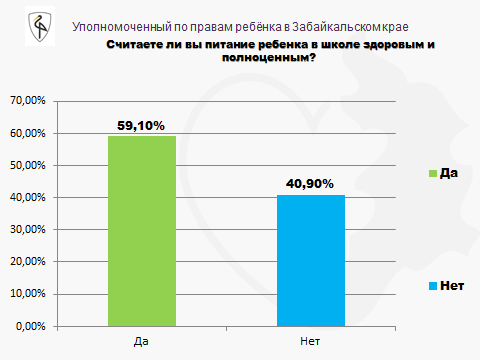 Уполномоченный по правам ребёнка в Забайкальском крае
Считаете ли вы питание ребенка в школе здоровым и
полноценным?
70,00%
60,00%
50,00%
40,00%
30,00%
20,00%
10,00%
0,00%
59,10%
40,90%
Да
Нет
Да
Нет